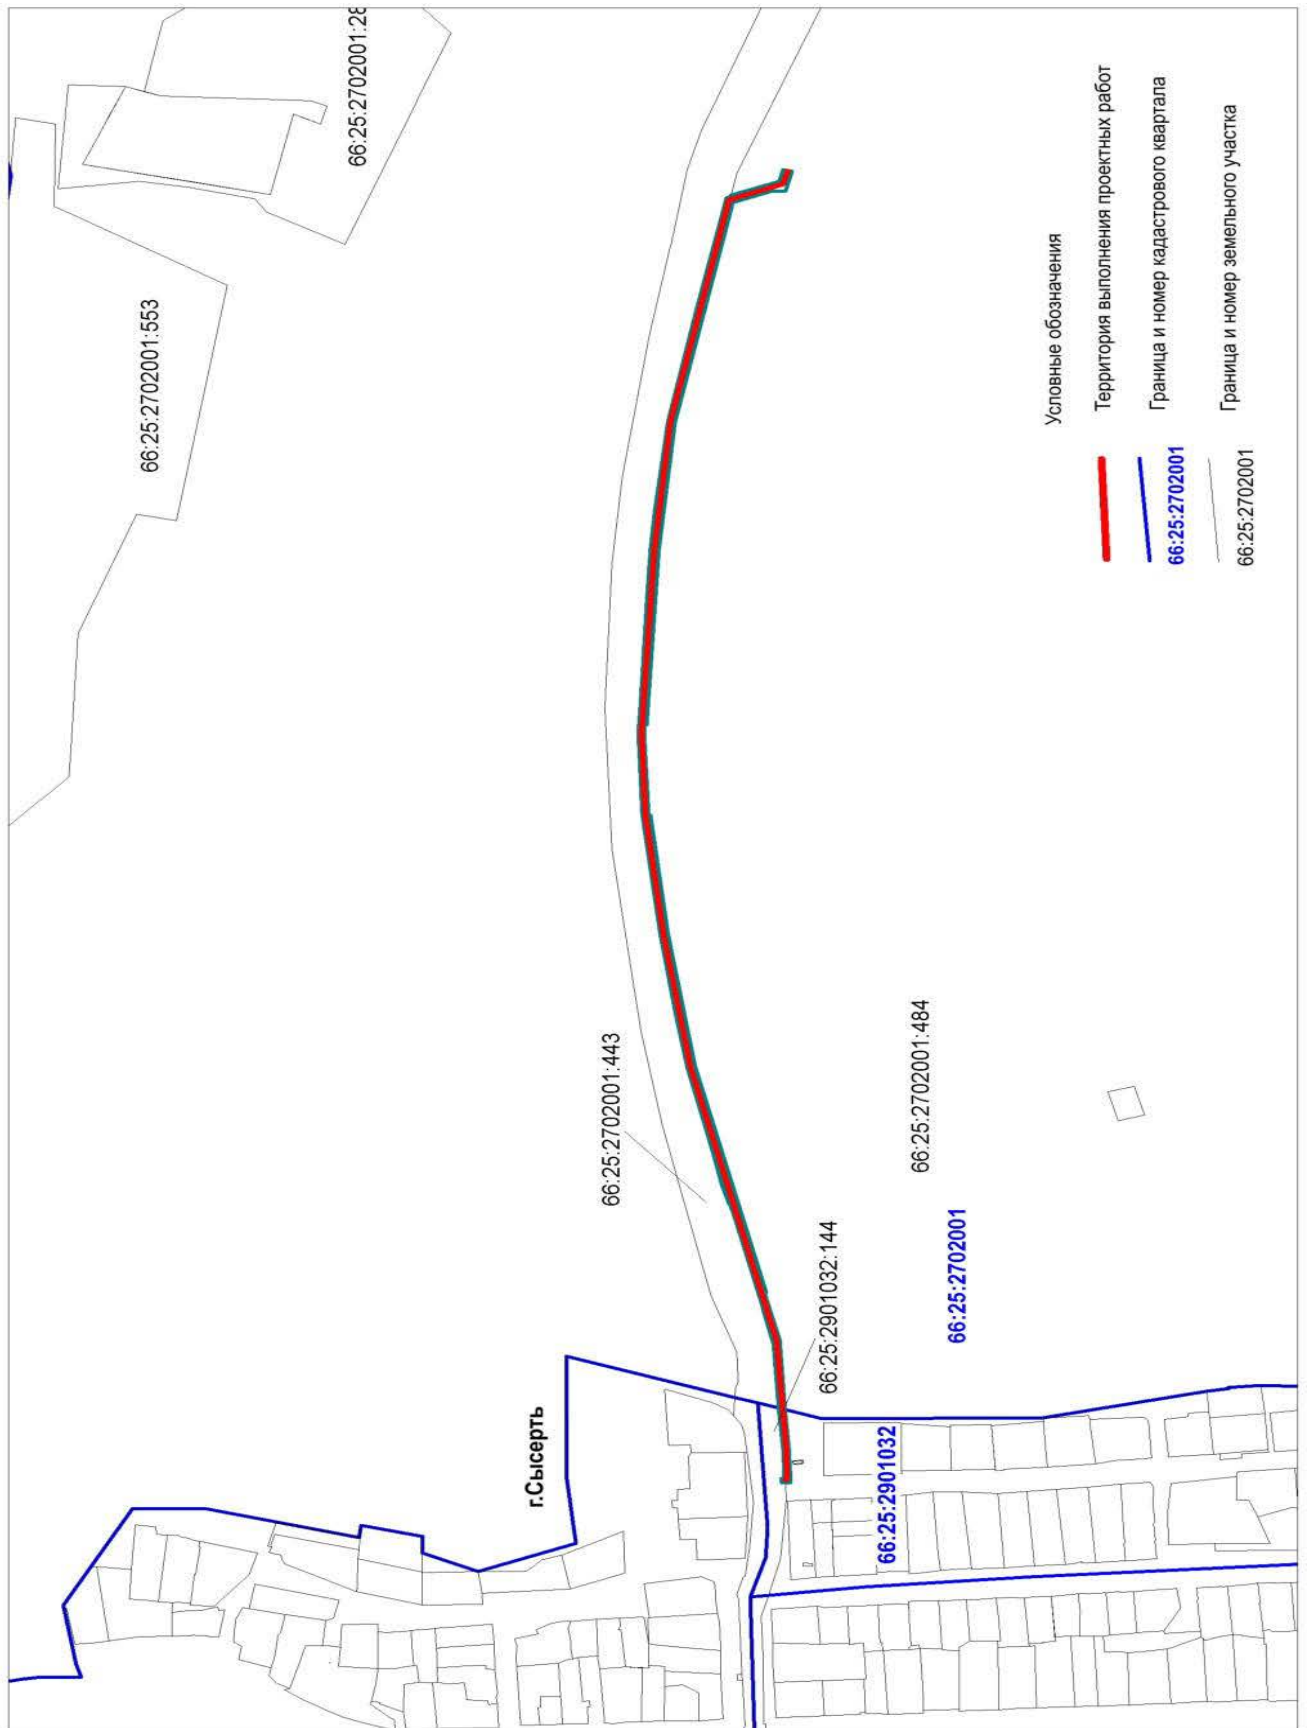 66:25:2702001:28
66:25:2702001:553
66:25:2702001:443
г.Сысерть
66:25:2901032:144
66:25:2901032
66:25:2702001:484
66:25:2702001
Условные обозначения
Территория выполнения проектных работ
66:25:2702001
Граница и номер кадастрового квартала
66:25:2702001
Граница и номер земельного участка